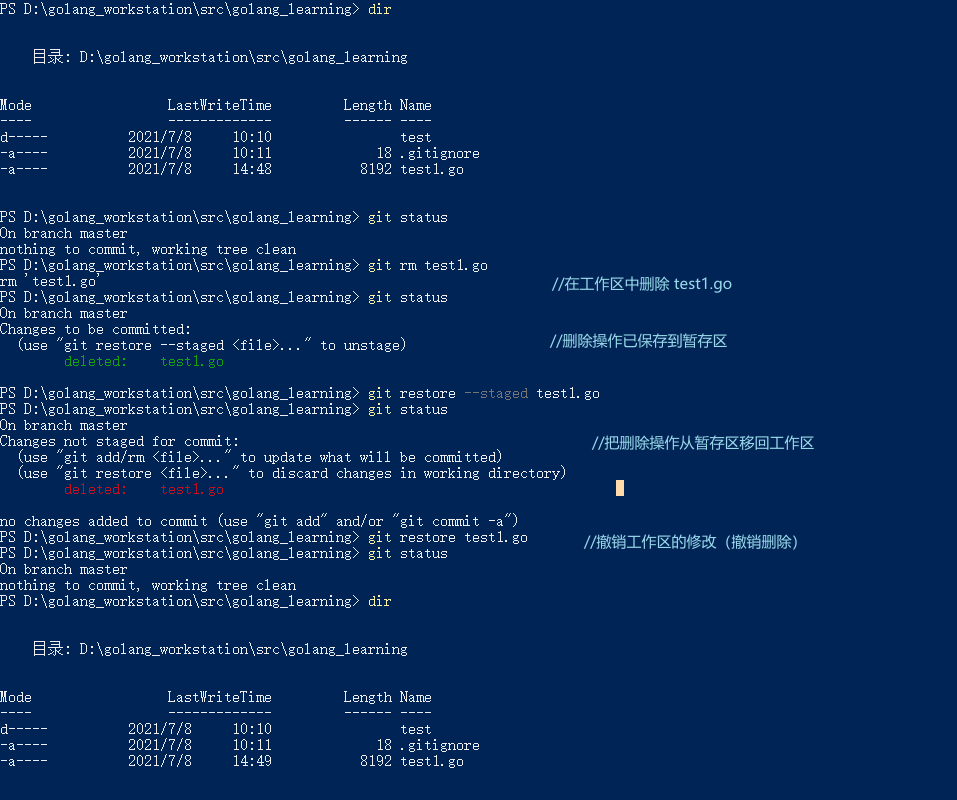 PS D:\golang_workstation\src\golang_learning> dir
目录: D:\golang_workstation\src\golang_learning
Mode                 LastWriteTime         Length Name
----                 -------------         ------ ----
d-----          2021/7/8     10:10                test
-a----          2021/7/8     10:11             18 .gitignore
-a----          2021/7/8     14:48           8192 test1.go
PS D:\golang_workstation\src\golang_learning> git status
On branch master
nothing to commit, working tree clean
PS D:\golang_workstation\src\golang_learning> git rm test1.go
rm 'test1.go'
//在工作区中删除 test1.go
PS D:\golang_workstation\src\golang_learning> git status
On branch master
Changes to be committed:
(use "git restore --staged <file>..." to unstage)
//删除操作已保存到暂存区
deleted:    test1.go
PS D:\golang_workstation\src\golang_learning> git restore --staged test1.go
PS D:\golang_workstation\src\golang_learning> git status
On branch master
Changes not staged for commit:
//把删除操作从暂存区移回工作区
(use "git add/rm <file>..." to update what will be committed)
(use "git restore <file>..." to discard changes in working directory)
deleted:    test1.go
no changes added to commit (use "git add" and/or "git commit -a")
PS D:\golang_workstation\src\golang_learning> git restore test1.go
//撤销工作区的修改（撤销删除）
PS D:\golang_workstation\src\golang_learning> git status
On branch master
nothing to commit, working tree clean
PS D:\golang_workstation\src\golang_learning> dir
目录: D:\golang_workstation\src\golang_learning
Mode                 LastWriteTime         Length Name
----                 -------------         ------ ----
d-----          2021/7/8     10:10                test
-a----          2021/7/8     10:11             18 .gitignore
-a----          2021/7/8     14:49           8192 test1.go